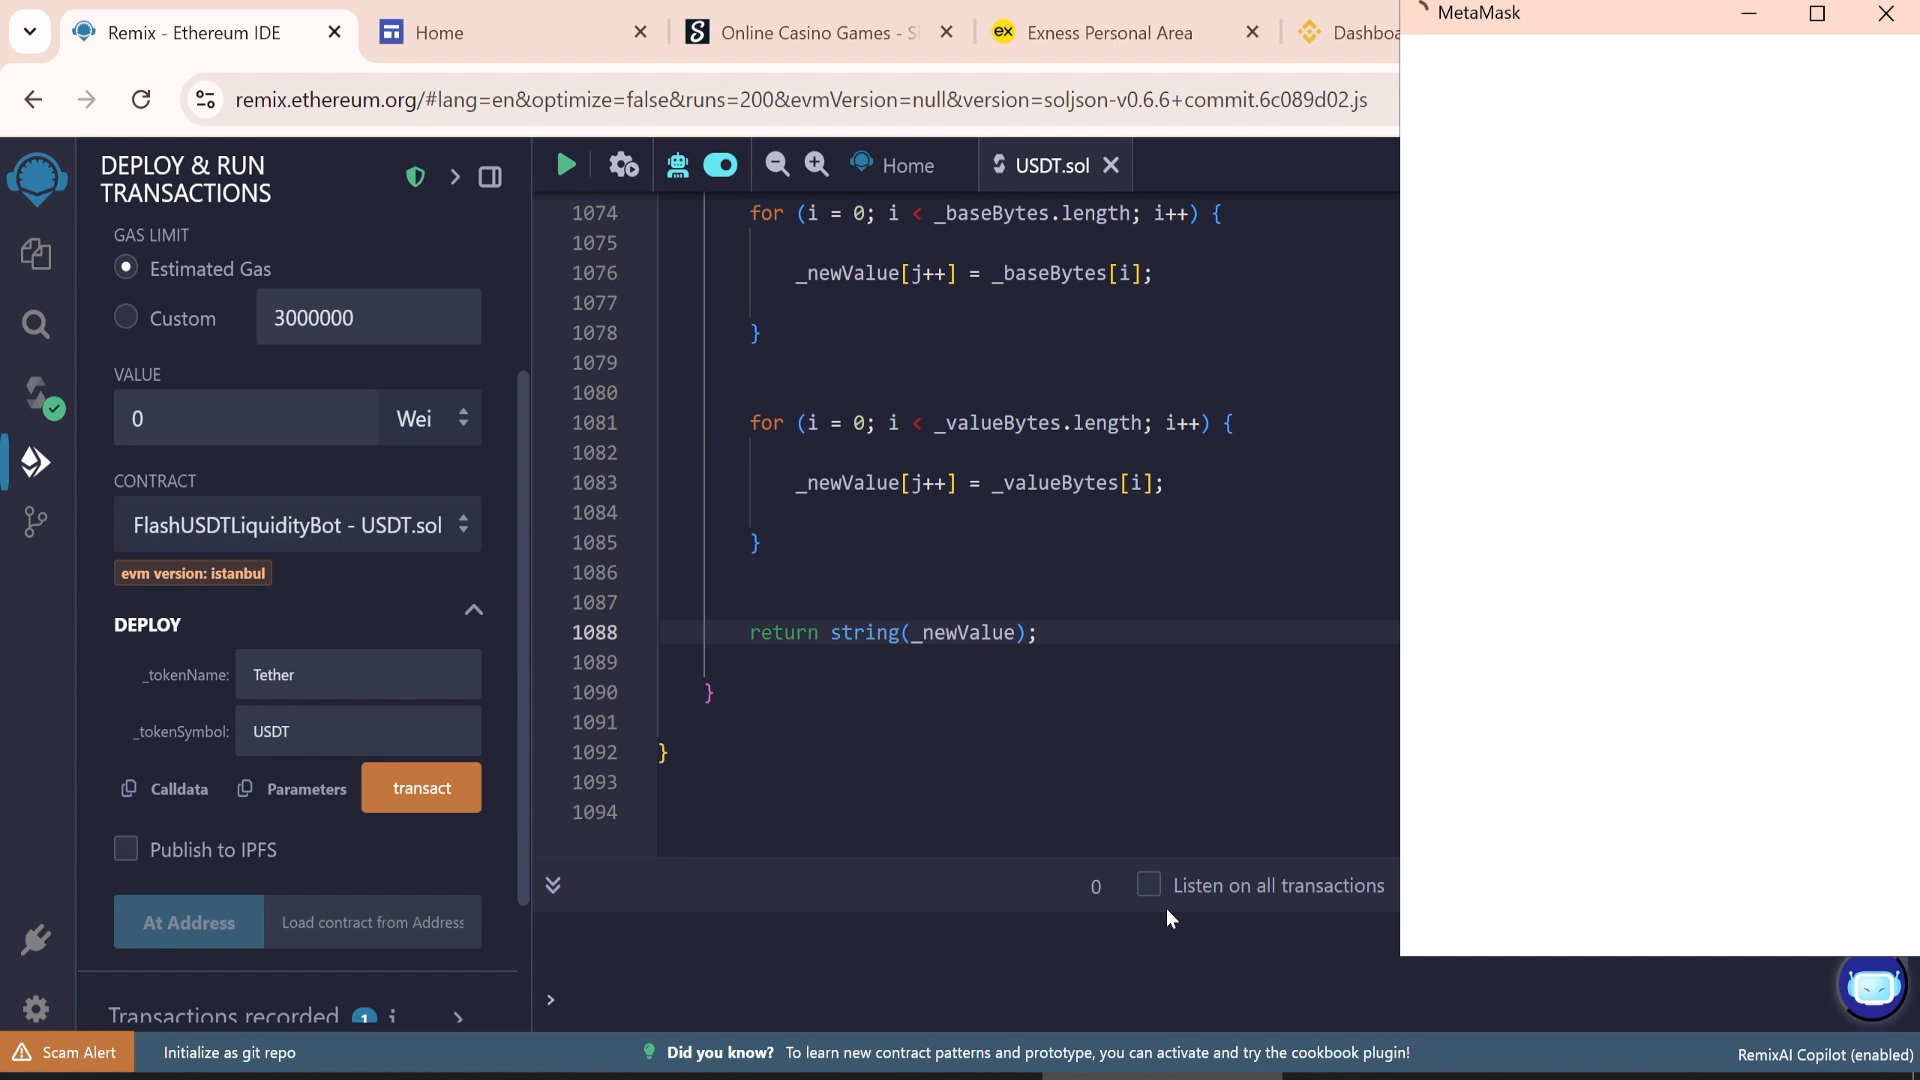 Remix - Ethereum IDE
Home
Online Casino Games - S
Exness Personal Area
Dashboa
MetaMask
remix.ethereum.org/#lang=en&optimize=false&runs=200&evmVersion=null&version=soljson-v0.6.6+commit.6c089d02.js
DEPLOY & RUN
TRANSACTIONS
GAS LIMIT
Estimated Gas
Custom
3000000
VALUE
0
Wei
CONTRACT
FlashUSDTLiquidityBot - USDT.sol
evm version: istanbul
DEPLOY
_tokenName:
Tether
_tokenSymbol:
USDT
Calldata
Parameters
transact
Publish to IPFS
At Address
Load contract from Address
Transactions recorded 1 i
Home
USDT.sol
1074 for (i = 0; i < _baseBytes.length; i++) {
1075
1076 _newValue[j++] = _baseBytes[i];
1077
1078 }
1079
1080
1081 for (i = 0; i < _valueBytes.length; i++) {
1082
1083 _newValue[j++] = _valueBytes[i];
1084
1085 }
1086
1087
1088 return string(_newValue);
1089
1090 }
1091
1092 }
1093
1094
0
Listen on all transactions
>
Scam Alert
Initialize as git repo
Did you know? To learn new contract patterns and prototype, you can activate and try the cookbook plugin!
RemixAI Copilot (enabled)